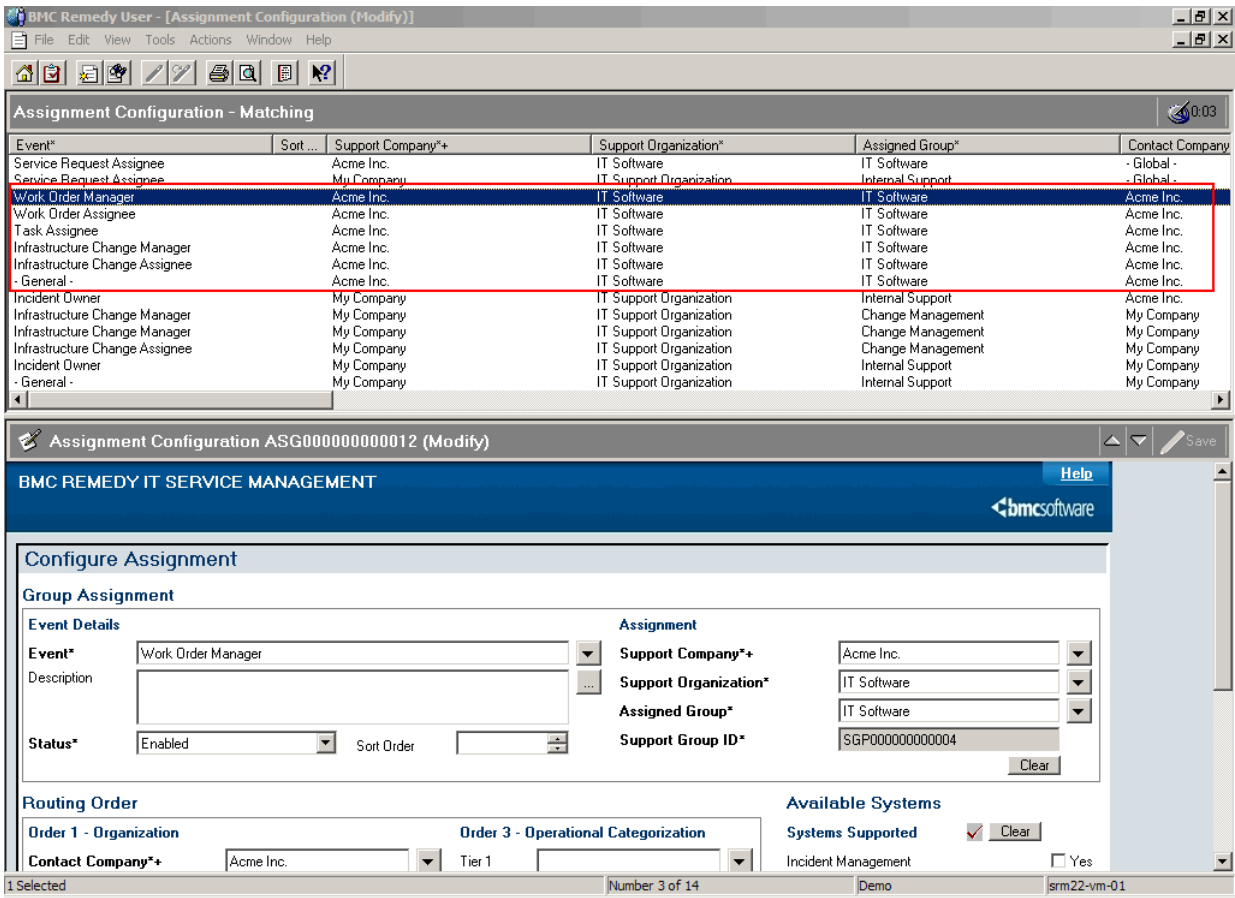 BMC Remedy User - [Assignment Configuration (Modify)]
File Edit View Tools Actions Window Help
Assignment Configuration - Matching 0:03
Event* Sort ... Support Company*+ Support Organization* Assigned Group* Contact Company
Service Request Assignee Acme Inc. IT Software IT Software - Global -
Service Request Assignee My Company IT Support Organization Internal Support - Global -
Work Order Manager Acme Inc. IT Software IT Software Acme Inc.
Work Order Assignee Acme Inc. IT Software IT Software Acme Inc.
Task Assignee Acme Inc. IT Software IT Software Acme Inc.
Infrastructure Change Manager Acme Inc. IT Software IT Software Acme Inc.
Infrastructure Change Assignee Acme Inc. IT Software IT Software Acme Inc.
- General - Acme Inc. IT Software IT Software Acme Inc.
Incident Owner My Company IT Support Organization Internal Support Acme Inc.
Infrastructure Change Manager My Company IT Support Organization Change Management My Company
Infrastructure Change Manager My Company IT Support Organization Change Management My Company
Infrastructure Change Assignee My Company IT Support Organization Change Management My Company
Incident Owner My Company IT Support Organization Internal Support My Company
- General - My Company IT Support Organization Internal Support My Company
Assignment Configuration ASG000000000012 (Modify) Save
BMC REMEDY IT SERVICE MANAGEMENT Help
bmcsoftware
Configure Assignment
Group Assignment
Event Details Assignment
Event* Work Order Manager Support Company*+ Acme Inc.
Description ... Support Organization* IT Software
Assigned Group* IT Software
Status* Enabled Sort Order Support Group ID* SGP000000000004
Clear
Routing Order Available Systems
Order 1 - Organization Order 3 - Operational Categorization Systems Supported Clear
Contact Company*+ Acme Inc. Tier 1 Incident Management Yes
1 Selected Number 3 of 14 Demo srm22-vm-01